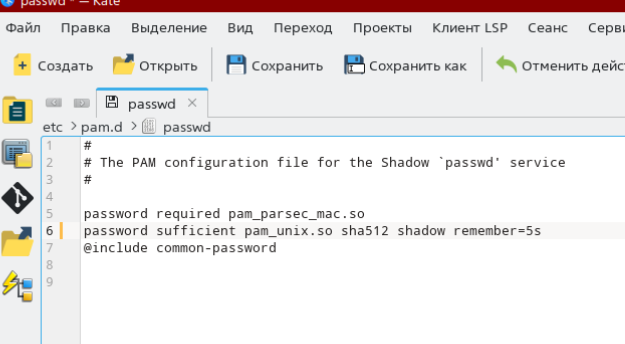 passwd * — Kate
Файл Правка Выделение Вид Переход Проекты Клиент LSP Сеанс Серви
Создать Открыть Сохранить Сохранить как Отменить дейс
passwd
etc > pam.d > passwd
1 #
2 # The PAM configuration file for the Shadow `passwd' service
3 #
4
5 password required pam_parsec_mac.so
6 password sufficient pam_unix.so sha512 shadow remember=5s
7 @include common-password
8
9